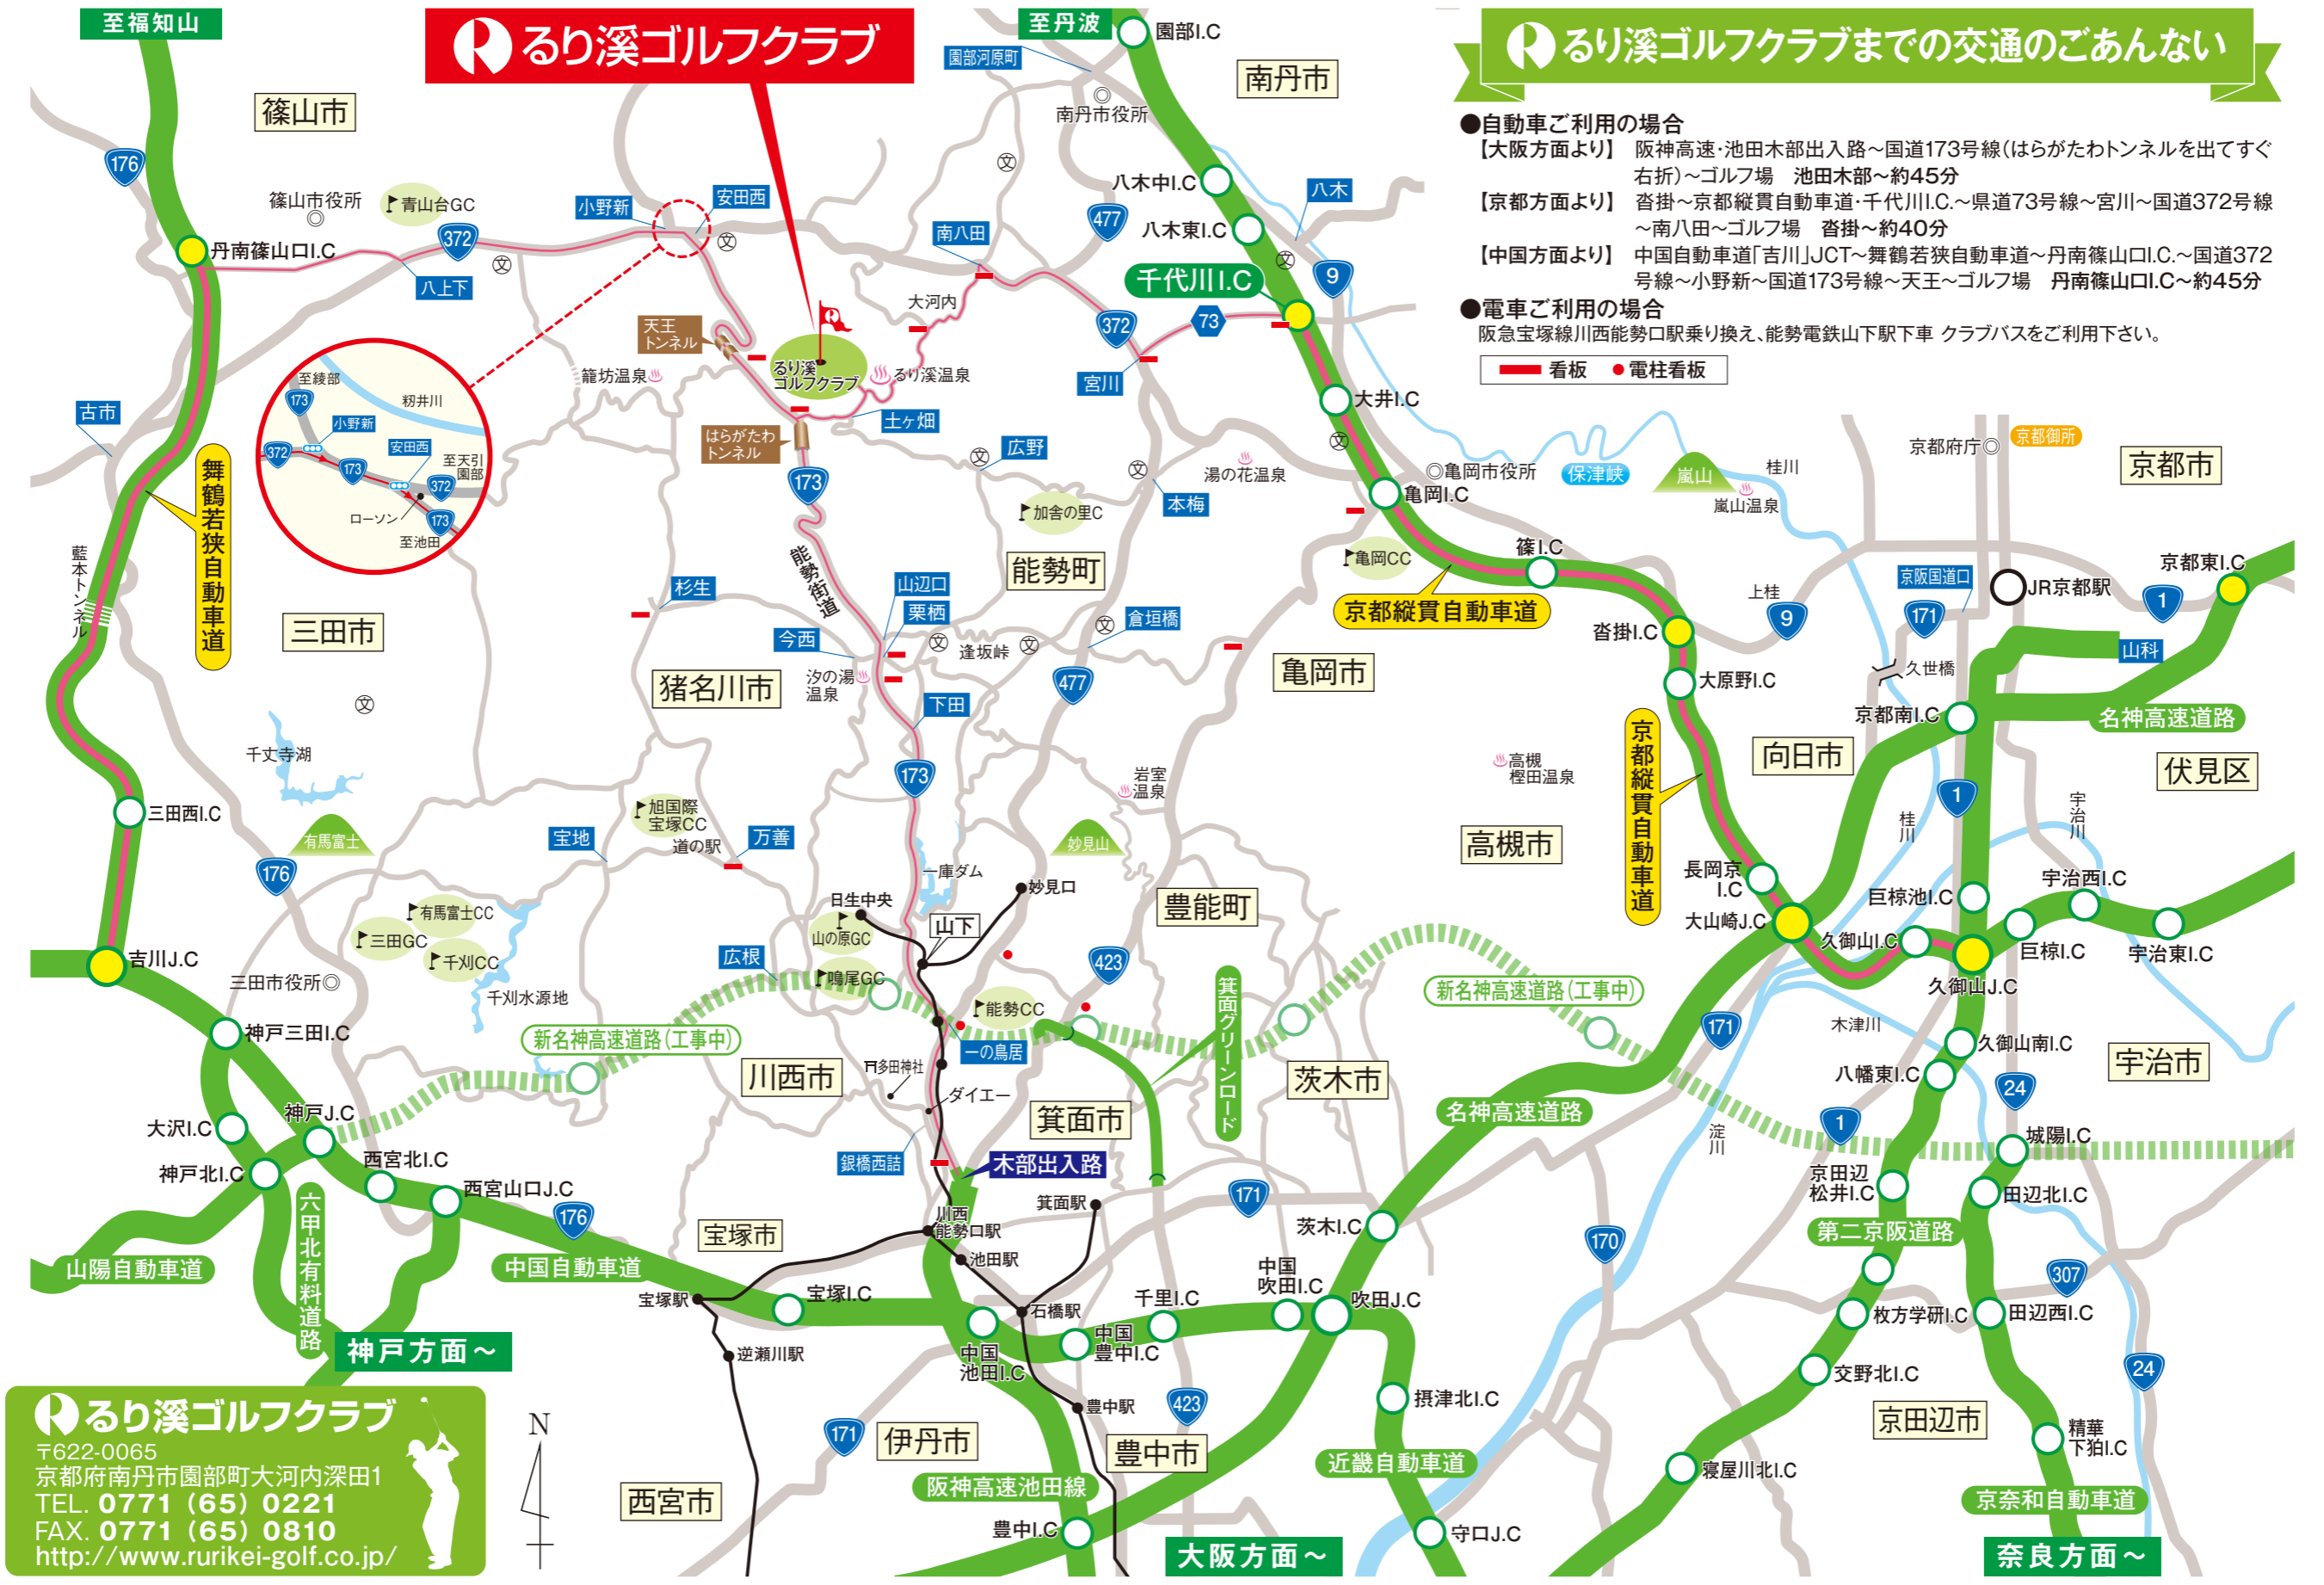 るり溪ゴルフクラブまでの交通のごあんない
●自動車ご利用の場合
【大阪方面より】 阪神高速・池田木部出入路～国道173号線(はらがたわトンネルを出てすぐ
右折)～ゴルフ場 池田木部～約45分
【京都方面より】 沓掛～京都縦貫自動車道・千代川I.C.～県道73号線～宮川～国道372号線
～南八田～ゴルフ場 沓掛～約40分
【中国方面より】 中国自動車道「吉川」JCT～舞鶴若狭自動車道～丹南篠山口I.C.～国道372
号線～小野新～国道173号線～天王～ゴルフ場 丹南篠山口I.C～約45分
●電車ご利用の場合
阪急宝塚線川西能勢口駅乗り換え、能勢電鉄山下駅下車 クラブバスをご利用下さい。
看板 ●電柱看板
至福知山
るり溪ゴルフクラブ
至丹波
園部I.C
園部河原町
南丹市
篠山市
南丹市役所
176
篠山市役所
青山台GC
小野新
安田西
文
八木中I.C
八木
477
八木東I.C
南八田
文
丹南篠山口I.C
372
文
八上下
千代川I.C
文
9
大河内
天王
トンネル
372
73
籠坊温泉
るり溪
ゴルフクラブ
るり溪温泉
宮川
大井I.C
至綾部
173
籾井川
小野新
372
安田西
173
至天引
園部
372
ローソン
173
至池田
古市
土ヶ畑
はらがたわ
トンネル
広野
文
文
文
湯の花温泉
亀岡市役所
保津峡
嵐山
桂川
嵐山温泉
京都府庁
京都御所
京都市
173
亀岡I.C
本梅
加舎の里C
舞鶴若狭自動車道
藍本トンネル
能勢街道
能勢町
亀岡CC
篠I.C
京都東I.C
京阪国道口
JR京都駅
上桂
171
1
9
三田市
杉生
山辺口
栗栖
今西
文
逢坂峠
文
文
倉垣橋
京都縦貫自動車道
沓掛I.C
山科
久世橋
猪名川市
汐の湯
温泉
477
亀岡市
大原野I.C
下田
京都南I.C
名神高速道路
文
千丈寺湖
173
岩室
温泉
高槻
樫田温泉
京都縦貫自動車道
向日市
伏見区
1
三田西I.C
有馬富士
旭国際
宝塚CC
道の駅
宝地
万善
妙見山
高槻市
桂川
宇治川
176
一庫ダム
長岡京
I.C
宇治西I.C
巨椋池I.C
日生中央
妙見口
豊能町
有馬富士CC
三田GC
千刈CC
山の原GC
山下
大山崎J.C
久御山I.C
巨椋I.C
宇治東I.C
吉川J.C
広根
鳴尾GC
423
久御山J.C
三田市役所
千刈水源地
能勢CC
箕面グリーンロード
新名神高速道路(工事中)
神戸三田I.C
新名神高速道路(工事中)
一の鳥居
171
木津川
久御山南I.C
川西市
多田神社
茨木市
八幡東I.C
24
宇治市
ダイエー
箕面市
名神高速道路
大沢I.C
神戸J.C
淀川
1
城陽I.C
神戸北I.C
西宮北I.C
銀橋西詰
木部出入路
京田辺
松井I.C
田辺北I.C
西宮山口J.C
六甲北有料道路
176
宝塚市
川西
能勢口駅
箕面駅
171
茨木I.C
170
第二京阪道路
山陽自動車道
中国自動車道
池田駅
307
中国
吹田I.C
宝塚駅
宝塚I.C
石橋駅
千里I.C
吹田J.C
枚方学研I.C
田辺西I.C
神戸方面～
逆瀬川駅
中国
池田I.C
中国
豊中I.C
交野北I.C
24
摂津北I.C
豊中駅
423
171
伊丹市
豊中市
京田辺市
精華
下狛I.C
近畿自動車道
寝屋川北I.C
阪神高速池田線
西宮市
京奈和自動車道
豊中I.C
守口J.C
大阪方面～
奈良方面～
N
るり溪ゴルフクラブ
〒622-0065
京都府南丹市園部町大河内深田1
TEL. 0771 (65) 0221
FAX. 0771 (65) 0810
http://www.rurikei-golf.co.jp/